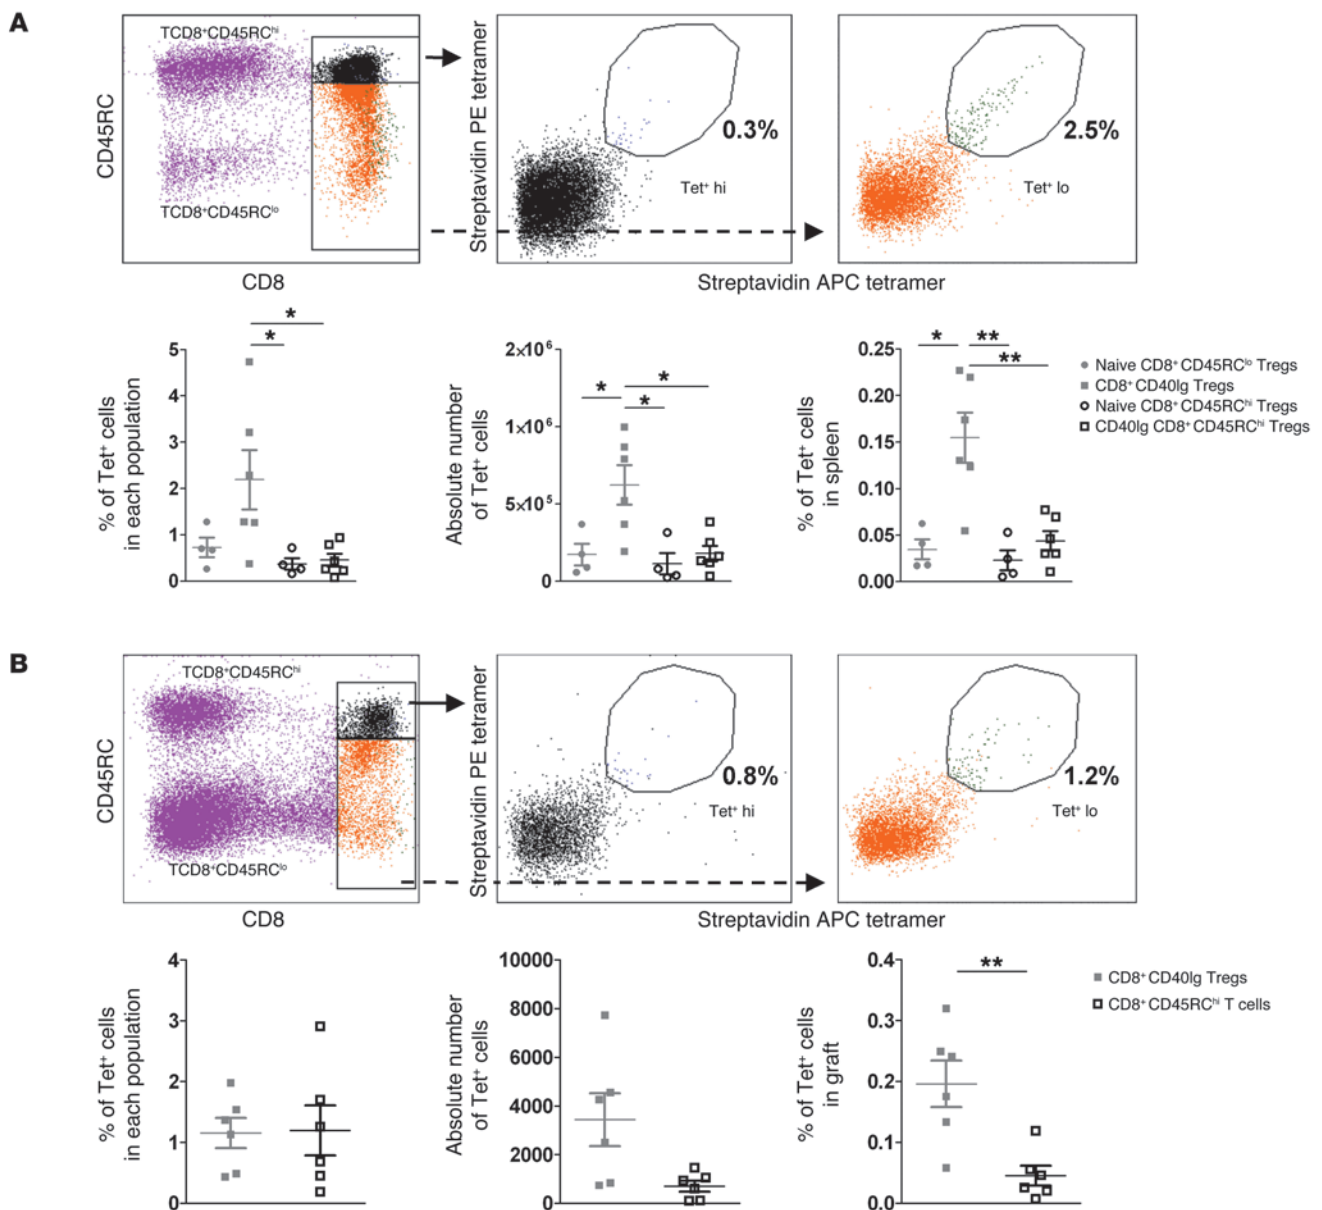 A
TCD8⁺CD45RCʰⁱ
CD45RC
TCD8⁺CD45RCˡᵒ
CD8
Streptavidin PE tetramer
0.3%
Tet⁺ hi
2.5%
Tet⁺ lo
Streptavidin APC tetramer
% of Tet⁺ cells
in each population
5
4
3
2
1
0
*
*
Absolute number
of Tet⁺ cells
2×10⁶
1×10⁶
5×10⁵
0
*
*
*
% of Tet⁺ cells
in spleen
0.25
0.20
0.15
0.10
0.05
0.00
*
**
**
Naive CD8⁺ CD45RCˡᵒ Tregs
CD8⁺ CD40Ig Tregs
Naive CD8⁺ CD45RCʰⁱ Tregs
CD40Ig CD8⁺ CD45RCʰⁱ Tregs
B
TCD8⁺CD45RCʰⁱ
CD45RC
TCD8⁺CD45RCˡᵒ
CD8
Streptavidin PE tetramer
0.8%
Tet⁺ hi
1.2%
Tet⁺ lo
Streptavidin APC tetramer
% of Tet⁺ cells
in each population
4
3
2
1
0
Absolute number
of Tet⁺ cells
10000
8000
6000
4000
2000
0
% of Tet⁺ cells
in graft
0.4
0.3
0.2
0.1
0.0
**
CD8⁺ CD40Ig Tregs
CD8⁺ CD45RCʰⁱ T cells